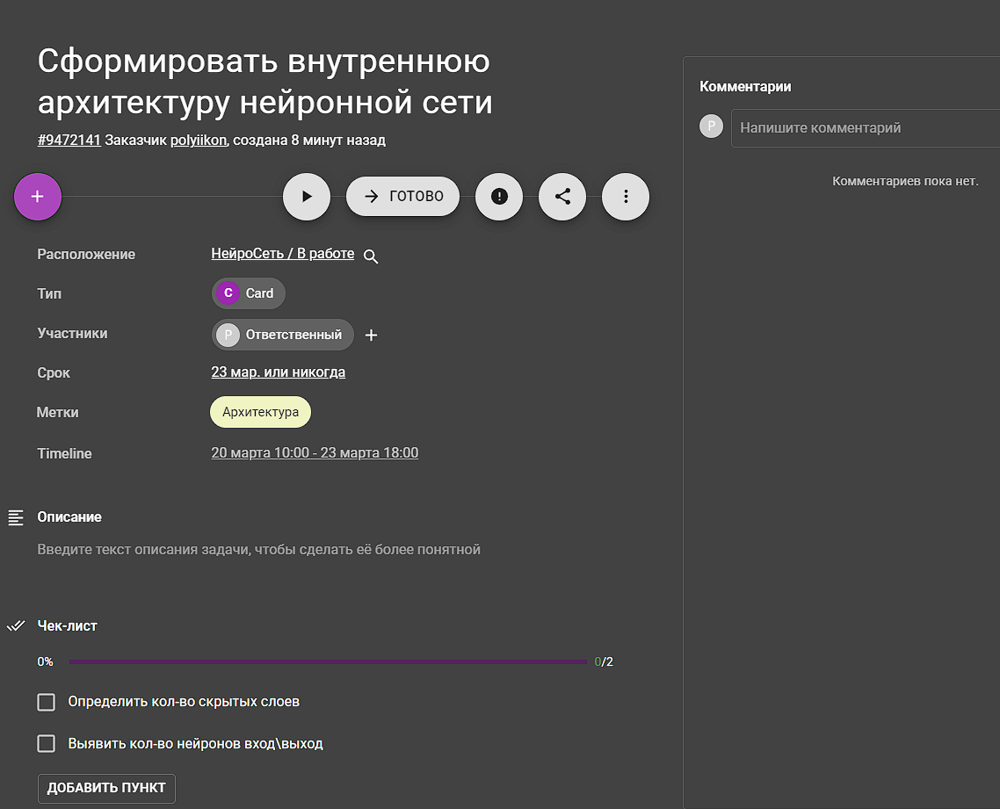 Сформировать внутреннюю
архитектуру нейронной сети
#9472141 Заказчик polyiikon, создана 8 минут назад
ГОТОВО
Расположение
НейроСеть / В работе
Тип
C Card
Участники
P Ответственный
Срок
23 мар. или никогда
Метки
Архитектура
Timeline
20 марта 10:00 - 23 марта 18:00
Описание
Введите текст описания задачи, чтобы сделать её более понятной
Чек-лист
0%
0/2
Определить кол-во скрытых слоев
Выявить кол-во нейронов вход\выход
ДОБАВИТЬ ПУНКТ
Комментарии
P
Напишите комментарий
Комментариев пока нет.